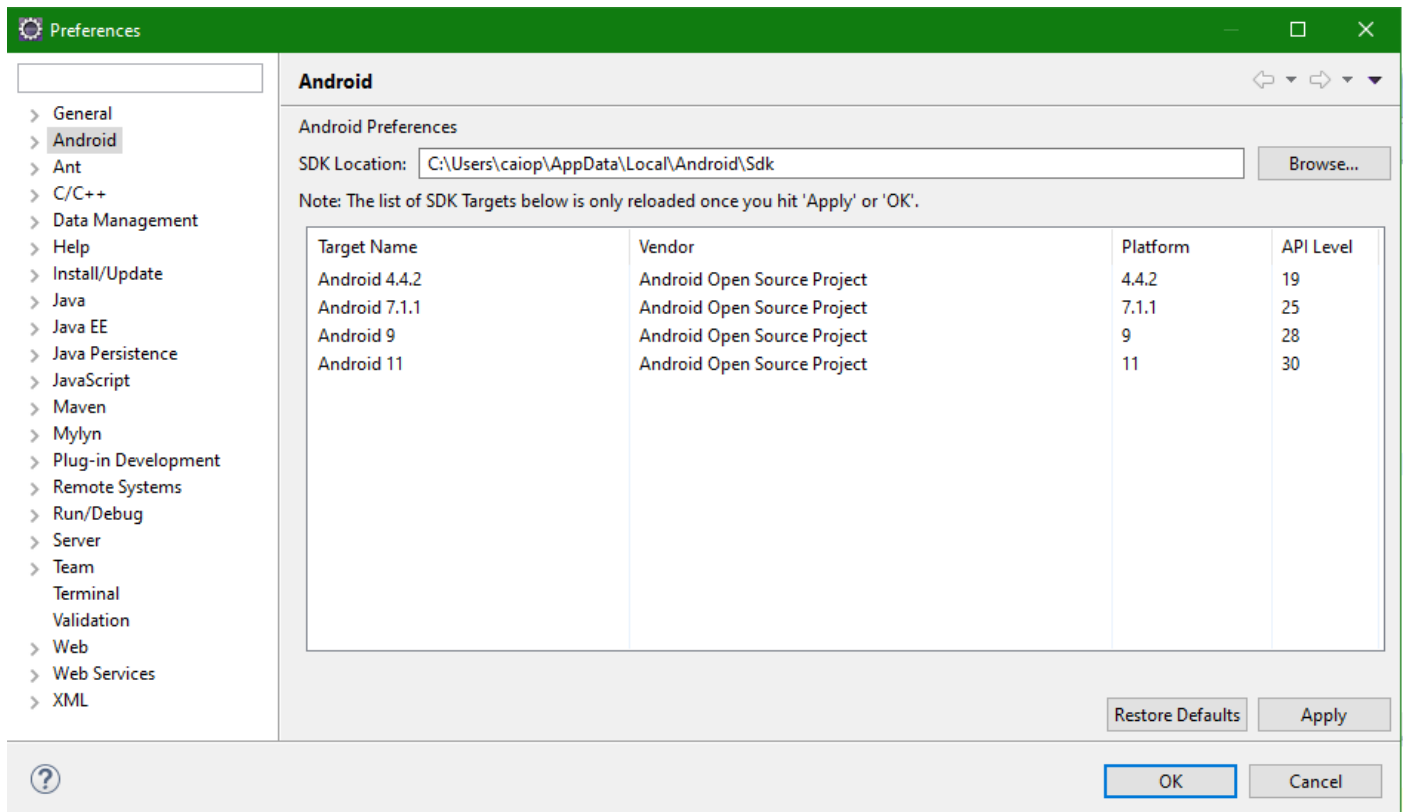 Preferences
Android
General
Android
Ant
C/C++
Data Management
Help
Install/Update
Java
Java EE
Java Persistence
JavaScript
Maven
Mylyn
Plug-in Development
Remote Systems
Run/Debug
Server
Team
Terminal
Validation
Web
Web Services
XML
Android Preferences
SDK Location: C:\Users\caiop\AppData\Local\Android\Sdk Browse...
Note: The list of SDK Targets below is only reloaded once you hit 'Apply' or 'OK'.
Target Name Vendor Platform API Level
Android 4.4.2 Android Open Source Project 4.4.2 19
Android 7.1.1 Android Open Source Project 7.1.1 25
Android 9 Android Open Source Project 9 28
Android 11 Android Open Source Project 11 30
Restore Defaults Apply
? OK Cancel